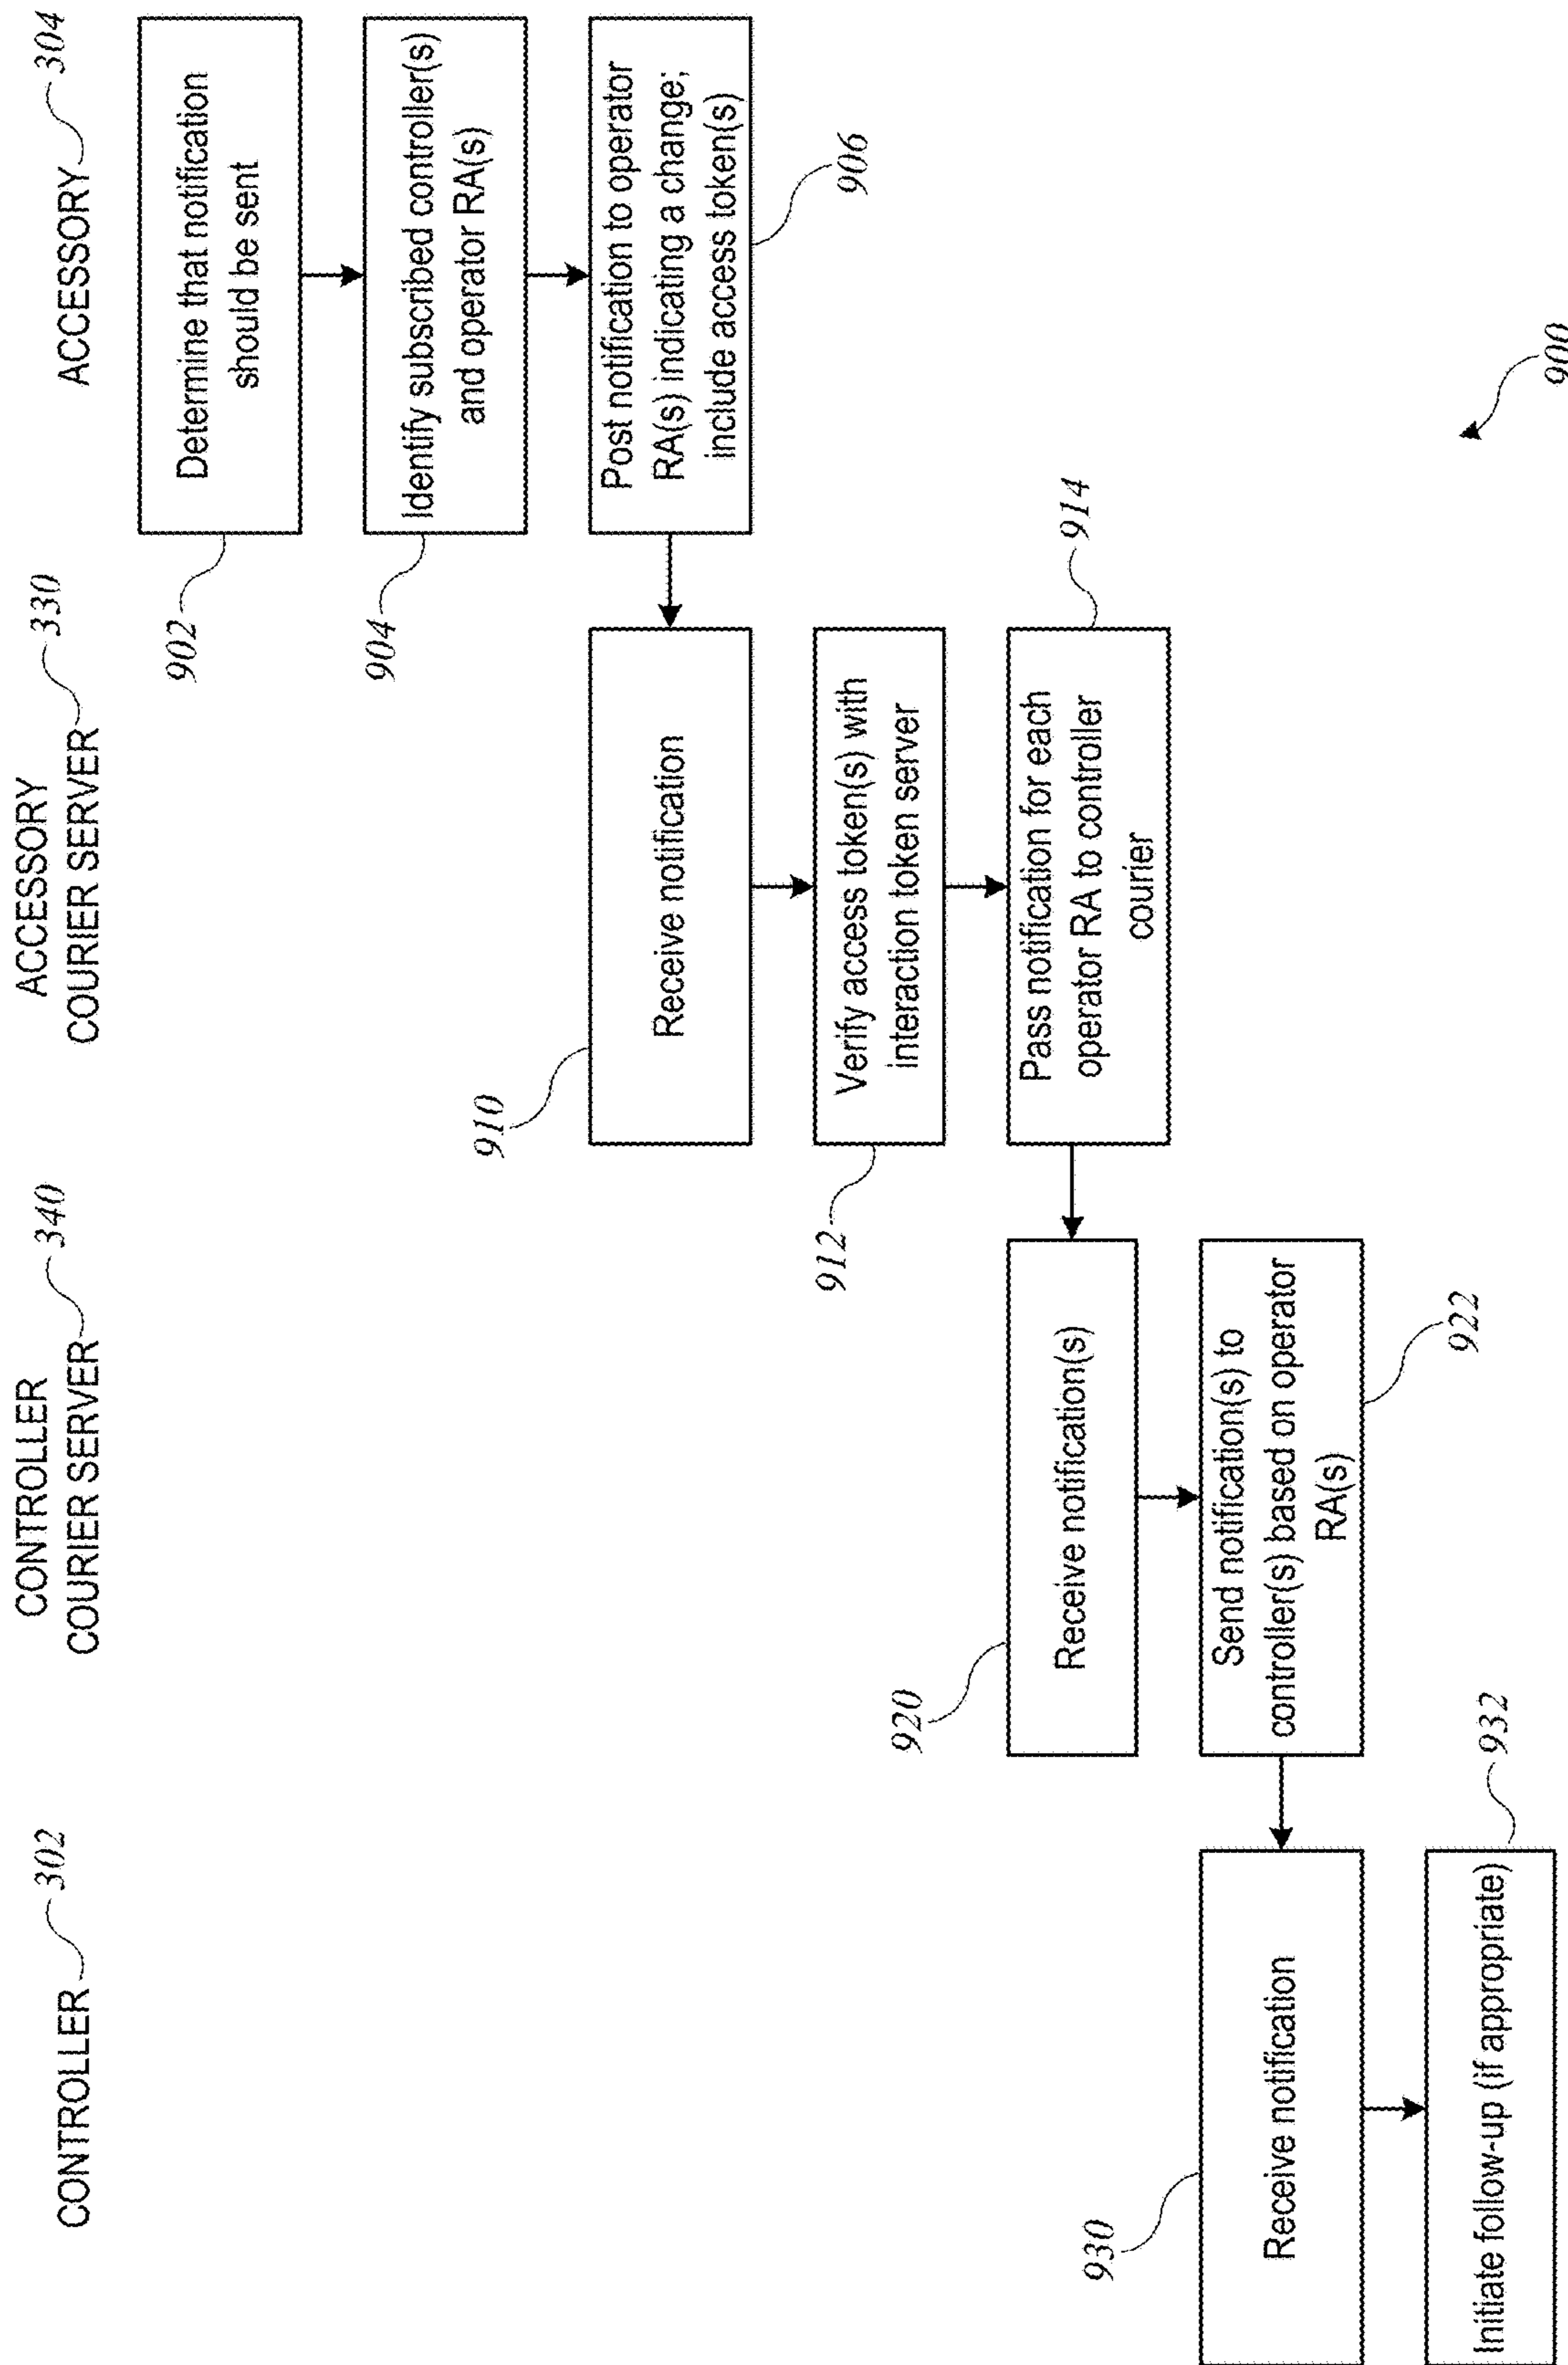 CONTROLLER 302
CONTROLLER
COURIER SERVER 340
ACCESSORY
COURIER SERVER 330
ACCESSORY 304
902
Determine that notification
should be sent
904
Identify subscribed controller(s)
and operator RA(s)
Post notification to operator
RA(s) indicating a change;
include access token(s)
906
910
Receive notification
912
Verify access token(s) with
interaction token server
Pass notification for each
operator RA to controller
courier
914
920
Receive notification(s)
Send notification(s) to
controller(s) based on operator
RA(s)
922
930
Receive notification
Initiate follow-up (if appropriate)
932
900